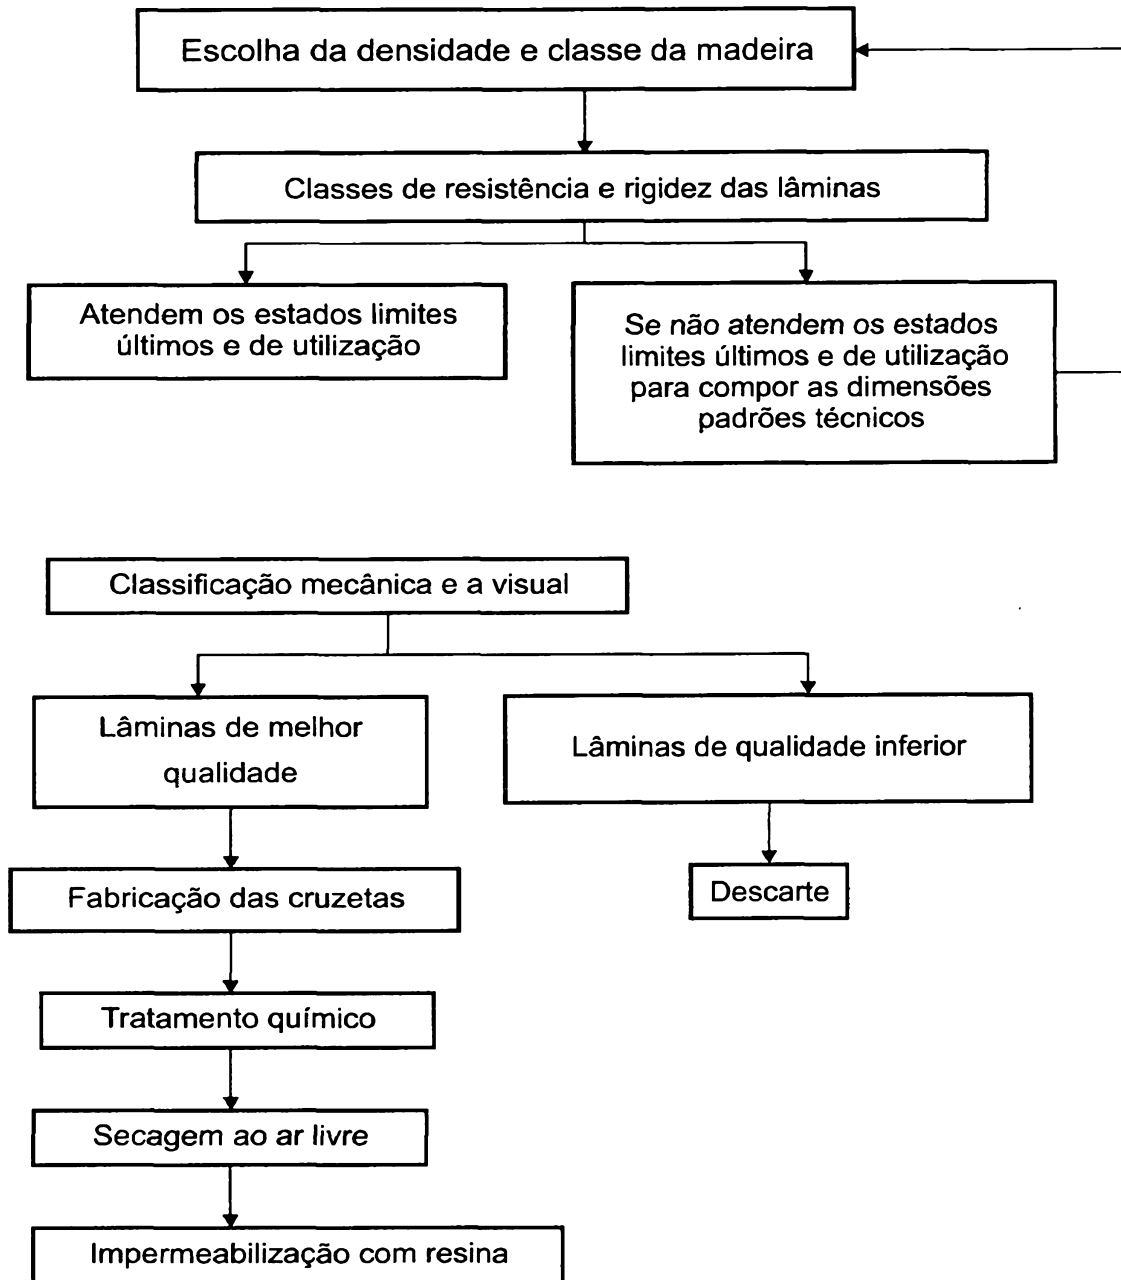 Escolha da densidade e classe da madeira
Classes de resistência e rigidez das lâminas
Atendem os estados limites
últimos e de utilização
Se não atendem os estados
limites últimos e de utilização
para compor as dimensões
padrões técnicos
Classificação mecânica e a visual
Lâminas de melhor
qualidade
Lâminas de qualidade inferior
Fabricação das cruzetas
Descarte
Tratamento químico
Secagem ao ar livre
Impermeabilização com resina